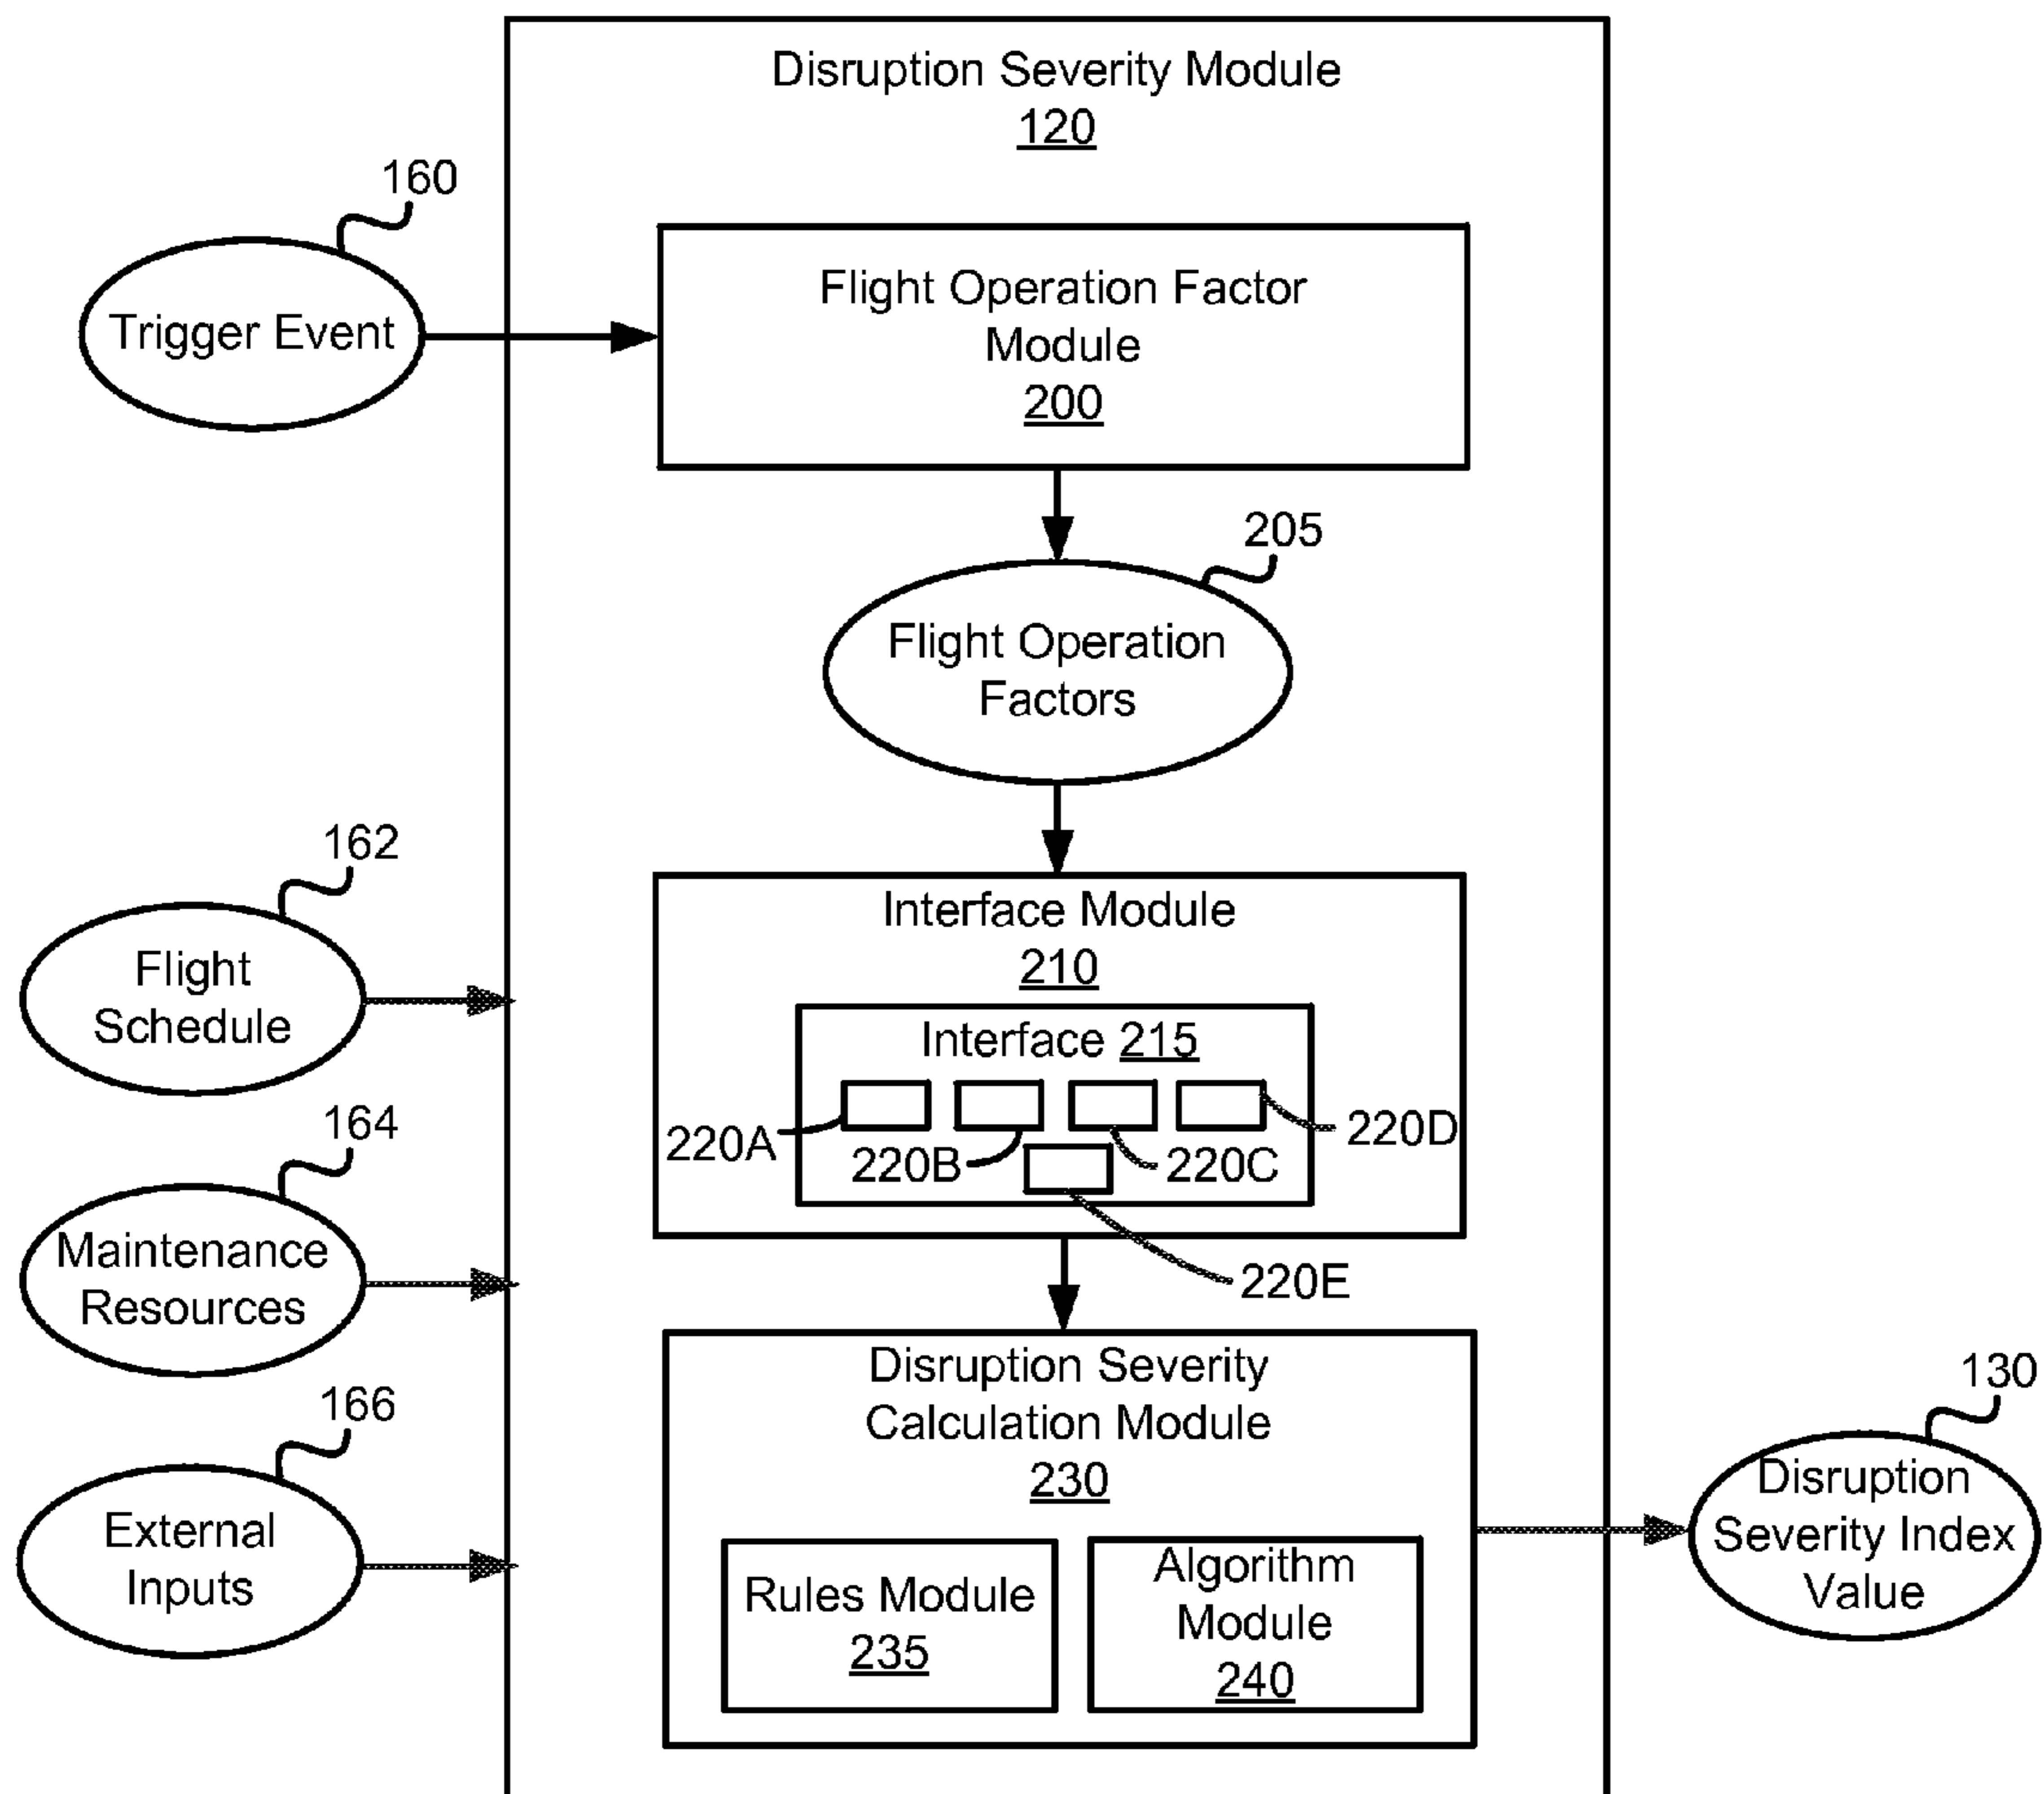 Disruption Severity Module
120
160
Trigger Event
Flight Operation Factor
Module
200
205
Flight Operation
Factors
162
Flight
Schedule
Interface Module
210
Interface 215
220A
220B
220C
220D
220E
164
Maintenance
Resources
166
External
Inputs
Disruption Severity
Calculation Module
230
Rules Module
235
Algorithm
Module
240
130
Disruption
Severity Index
Value